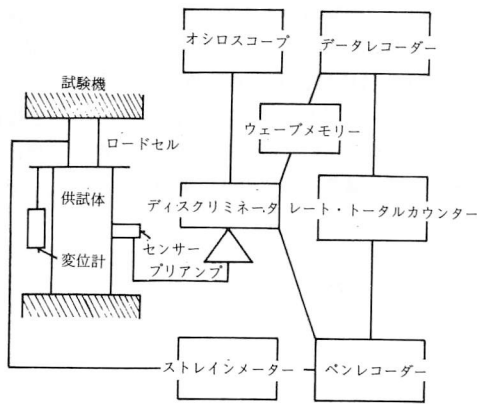 オシロスコープ
データレコーダー
試験機
ウェーブメモリー
ロードセル
供試体
ディスクリミネータ
レート・トータルカウンター
センサー
変位計
プリアンプ
ストレインメーター
ペンレコーダー